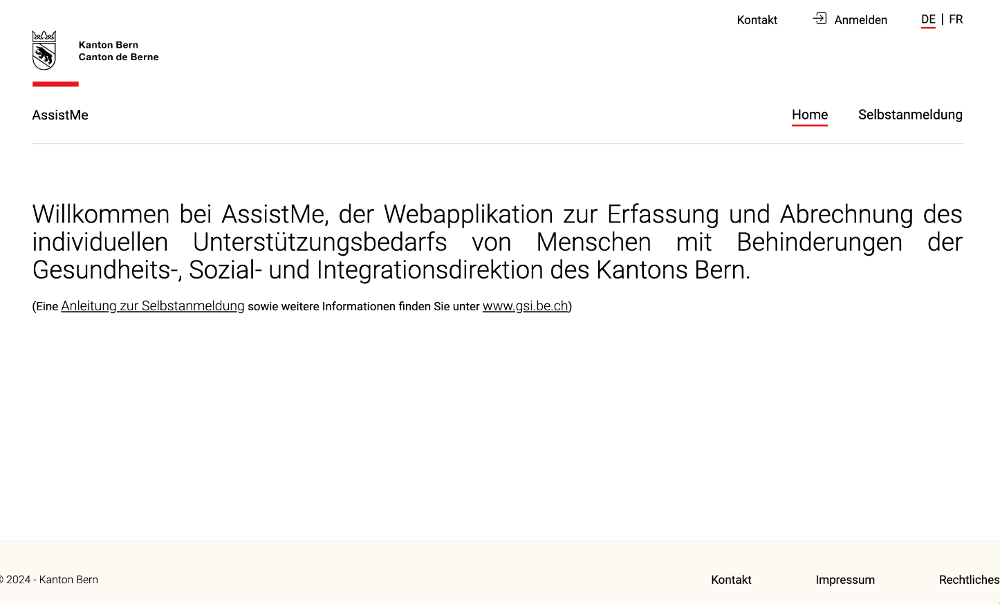 Kontakt Anmelden DE | FR
Kanton Bern
Canton de Berne
AssistMe Home Selbstanmeldung
Willkommen bei AssistMe, der Webapplikation zur Erfassung und Abrechnung des
individuellen Unterstützungsbedarfs von Menschen mit Behinderungen der
Gesundheits-, Sozial- und Integrationsdirektion des Kantons Bern.
(Eine Anleitung zur Selbstanmeldung sowie weitere Informationen finden Sie unter www.gsi.be.ch)
© 2024 - Kanton Bern Kontakt Impressum Rechtliches